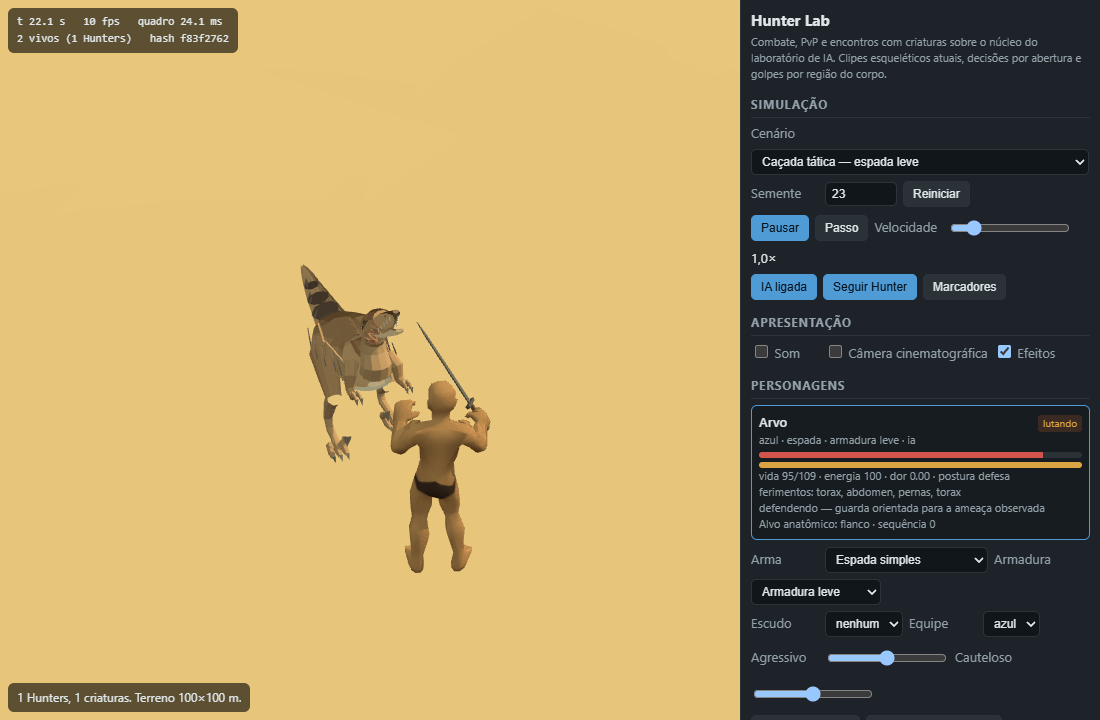 t 22.1 s   10 fps   quadro 24.1 ms
2 vivos (1 Hunters)   hash f83f2762
1 Hunters, 1 criaturas. Terreno 100×100 m.
Hunter Lab
Combate, PvP e encontros com criaturas sobre o núcleo do
laboratório de IA. Clipes esqueléticos atuais, decisões por abertura e
golpes por região do corpo.
SIMULAÇÃO
Cenário
Caçada tática — espada leve
Semente 23 Reiniciar
Pausar Passo Velocidade
1,0×
IA ligada Seguir Hunter Marcadores
APRESENTAÇÃO
Som Câmera cinematográfica Efeitos
PERSONAGENS
Arvo lutando
azul · espada · armadura leve · ia
vida 95/109 · energia 100 · dor 0.00 · postura defesa
ferimentos: torax, abdomen, pernas, torax
defendendo — guarda orientada para a ameaça observada
Alvo anatômico: flanco · sequência 0
Arma Espada simples Armadura
Armadura leve
Escudo nenhum Equipe azul
Agressivo Cauteloso